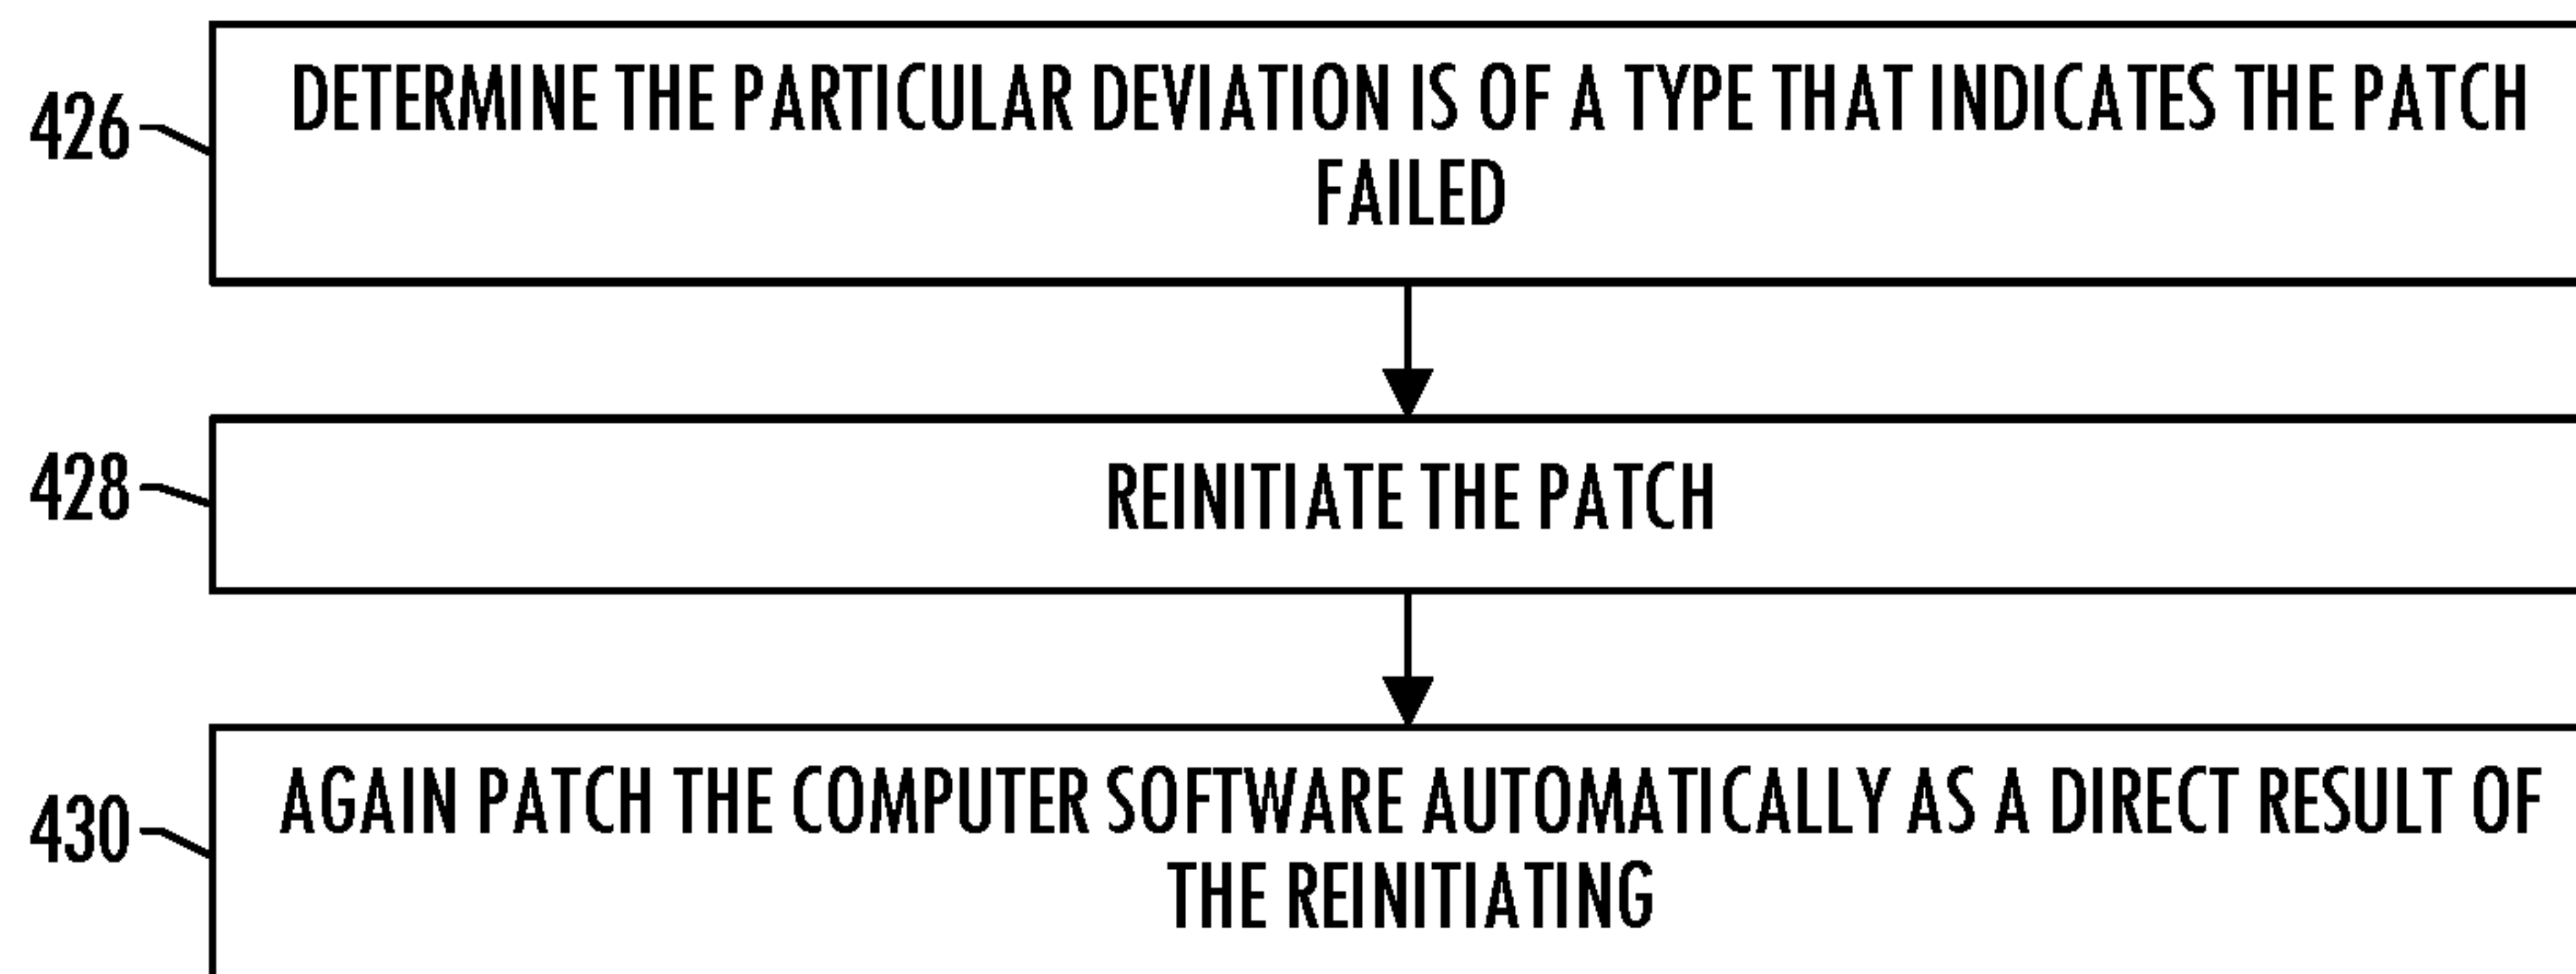 426
DETERMINE THE PARTICULAR DEVIATION IS OF A TYPE THAT INDICATES THE PATCH
FAILED
428
REINITIATE THE PATCH
430
AGAIN PATCH THE COMPUTER SOFTWARE AUTOMATICALLY AS A DIRECT RESULT OF
THE REINITIATING